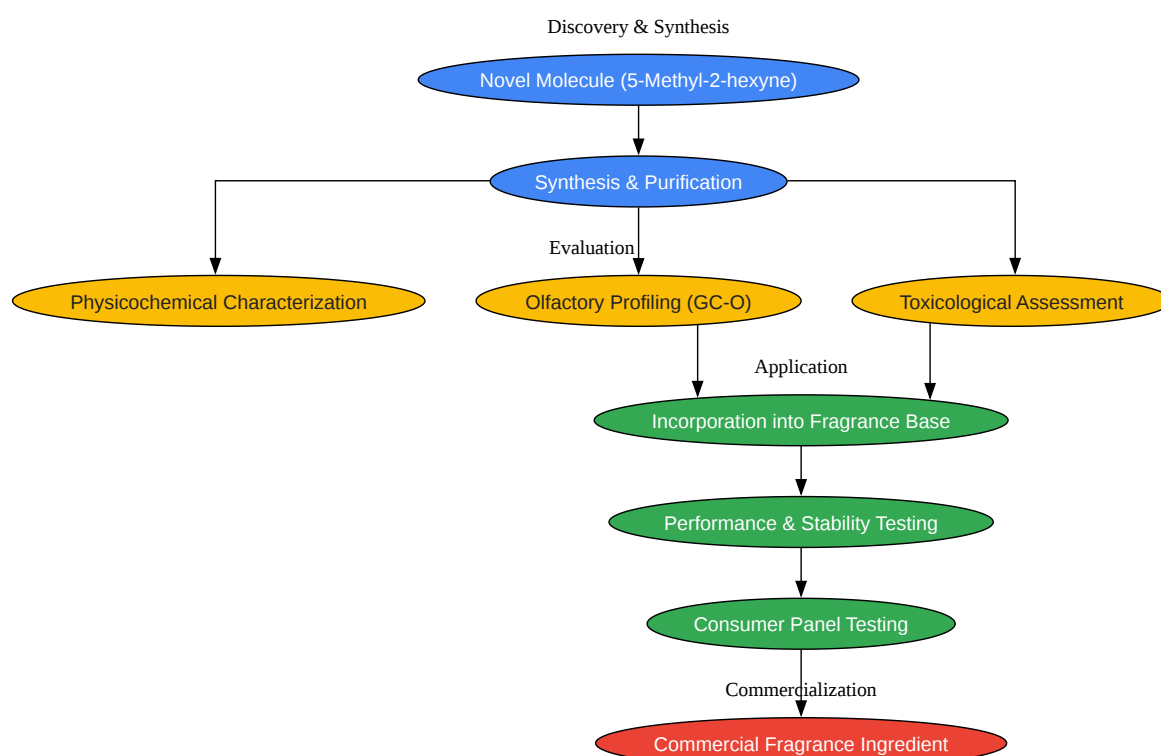 Discovery & Synthesis
Novel Molecule (5-Methyl-2-hexyne)
Synthesis & Purification
Evaluation
Physicochemical Characterization
Olfactory Profiling (GC-O)
Toxicological Assessment
Application
Incorporation into Fragrance Base
Performance & Stability Testing
Consumer Panel Testing
Commercialization
Commercial Fragrance Ingredient